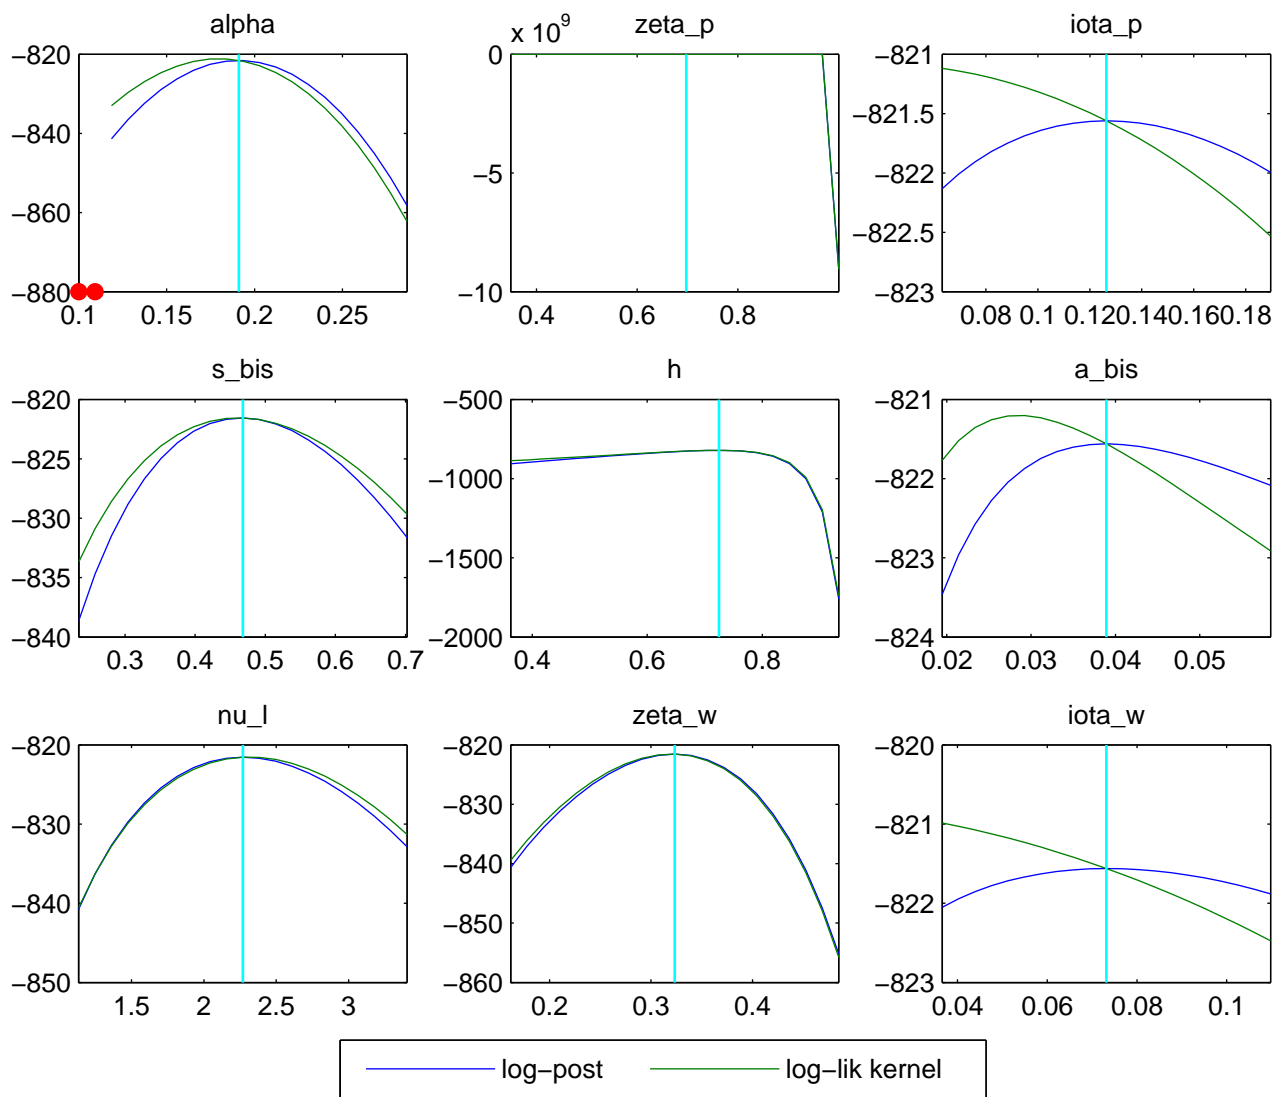 alpha
−820
−840
−860
−880
0.1 0.15 0.2 0.25
zeta_p
x 10^9
0
−5
−10
0.4 0.6 0.8
iota_p
−821
−821.5
−822
−822.5
−823
0.08 0.1 0.12 0.14 0.16 0.18
s_bis
−820
−825
−830
−835
−840
0.3 0.4 0.5 0.6 0.7
h
−500
−1000
−1500
−2000
0.4 0.6 0.8
a_bis
−821
−822
−823
−824
0.02 0.03 0.04 0.05
nu_l
−820
−830
−840
−850
1.5 2 2.5 3
zeta_w
−820
−830
−840
−850
−860
0.2 0.3 0.4
iota_w
−820
−821
−822
−823
0.04 0.06 0.08 0.1
log−post log−lik kernel